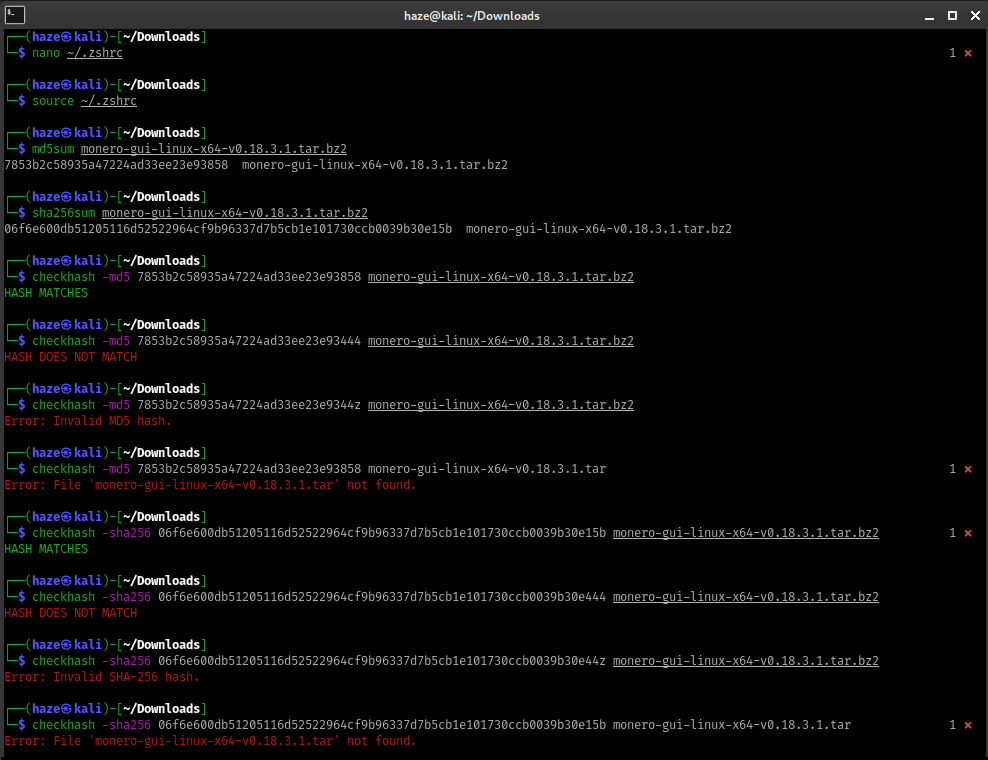 haze@kali: ~/Downloads
┌──(haze㉿kali)-[~/Downloads]
└─$ nano ~/.zshrc 1 ⨯
┌──(haze㉿kali)-[~/Downloads]
└─$ source ~/.zshrc
┌──(haze㉿kali)-[~/Downloads]
└─$ md5sum monero-gui-linux-x64-v0.18.3.1.tar.bz2
7853b2c58935a47224ad33ee23e93858  monero-gui-linux-x64-v0.18.3.1.tar.bz2
┌──(haze㉿kali)-[~/Downloads]
└─$ sha256sum monero-gui-linux-x64-v0.18.3.1.tar.bz2
06f6e600db51205116d52522964cf9b96337d7b5cb1e101730ccb0039b30e15b  monero-gui-linux-x64-v0.18.3.1.tar.bz2
┌──(haze㉿kali)-[~/Downloads]
└─$ checkhash -md5 7853b2c58935a47224ad33ee23e93858 monero-gui-linux-x64-v0.18.3.1.tar.bz2
HASH MATCHES
┌──(haze㉿kali)-[~/Downloads]
└─$ checkhash -md5 7853b2c58935a47224ad33ee23e93444 monero-gui-linux-x64-v0.18.3.1.tar.bz2
HASH DOES NOT MATCH
┌──(haze㉿kali)-[~/Downloads]
└─$ checkhash -md5 7853b2c58935a47224ad33ee23e9344z monero-gui-linux-x64-v0.18.3.1.tar.bz2
Error: Invalid MD5 hash.
┌──(haze㉿kali)-[~/Downloads]
└─$ checkhash -md5 7853b2c58935a47224ad33ee23e93858 monero-gui-linux-x64-v0.18.3.1.tar 1 ⨯
Error: File 'monero-gui-linux-x64-v0.18.3.1.tar' not found.
┌──(haze㉿kali)-[~/Downloads]
└─$ checkhash -sha256 06f6e600db51205116d52522964cf9b96337d7b5cb1e101730ccb0039b30e15b monero-gui-linux-x64-v0.18.3.1.tar.bz2 1 ⨯
HASH MATCHES
┌──(haze㉿kali)-[~/Downloads]
└─$ checkhash -sha256 06f6e600db51205116d52522964cf9b96337d7b5cb1e101730ccb0039b30e444 monero-gui-linux-x64-v0.18.3.1.tar.bz2
HASH DOES NOT MATCH
┌──(haze㉿kali)-[~/Downloads]
└─$ checkhash -sha256 06f6e600db51205116d52522964cf9b96337d7b5cb1e101730ccb0039b30e44z monero-gui-linux-x64-v0.18.3.1.tar.bz2
Error: Invalid SHA-256 hash.
┌──(haze㉿kali)-[~/Downloads]
└─$ checkhash -sha256 06f6e600db51205116d52522964cf9b96337d7b5cb1e101730ccb0039b30e15b monero-gui-linux-x64-v0.18.3.1.tar 1 ⨯
Error: File 'monero-gui-linux-x64-v0.18.3.1.tar' not found.